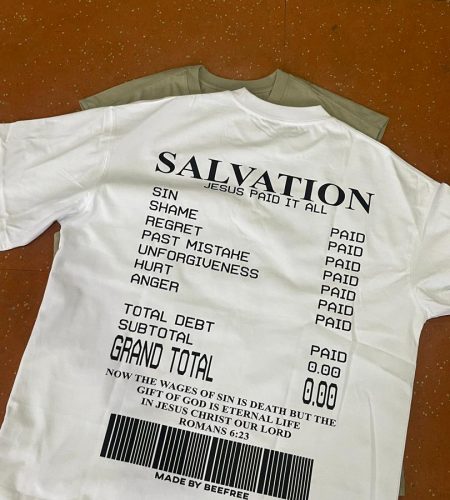 SALVATION
JESUS PAID IT ALL
SIN PAID
SHAME PAID
REGRET PAID
PAST MISTAKE PAID
UNFORGIVENESS PAID
HURT PAID
ANGER PAID
TOTAL DEBT PAID
SUBTOTAL 0.00
GRAND TOTAL 0.00
NOW THE WAGES OF SIN IS DEATH BUT THE
GIFT OF GOD IS ETERNAL LIFE
IN JESUS CHRIST OUR LORD
ROMANS 6:23
MADE BY BEEFREE